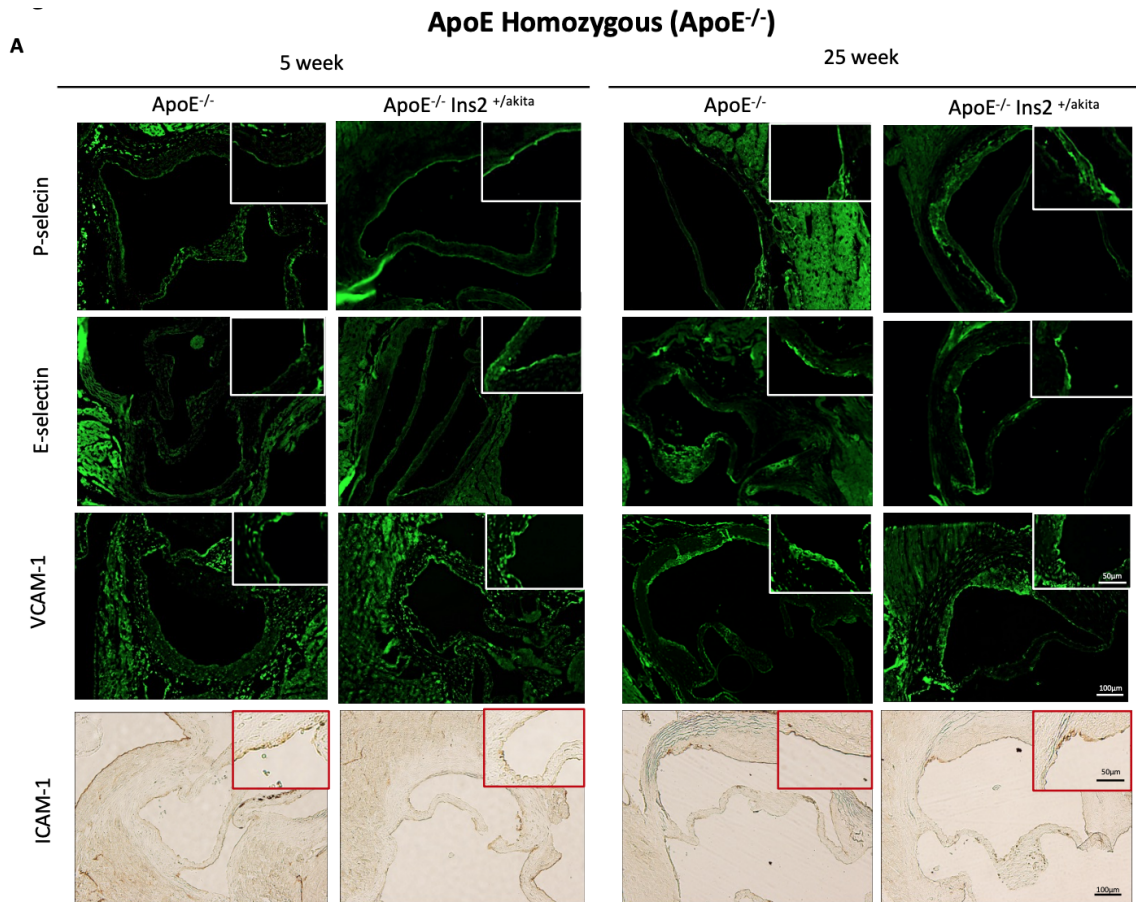 ApoE Homozygous (ApoE-/-)
A
5 week
25 week
ApoE-/-
ApoE-/- Ins2 +/akita
ApoE-/-
ApoE-/- Ins2 +/akita
P-selecin
E-selectin
VCAM-1
50µm
100µm
ICAM-1
50µm
100µm